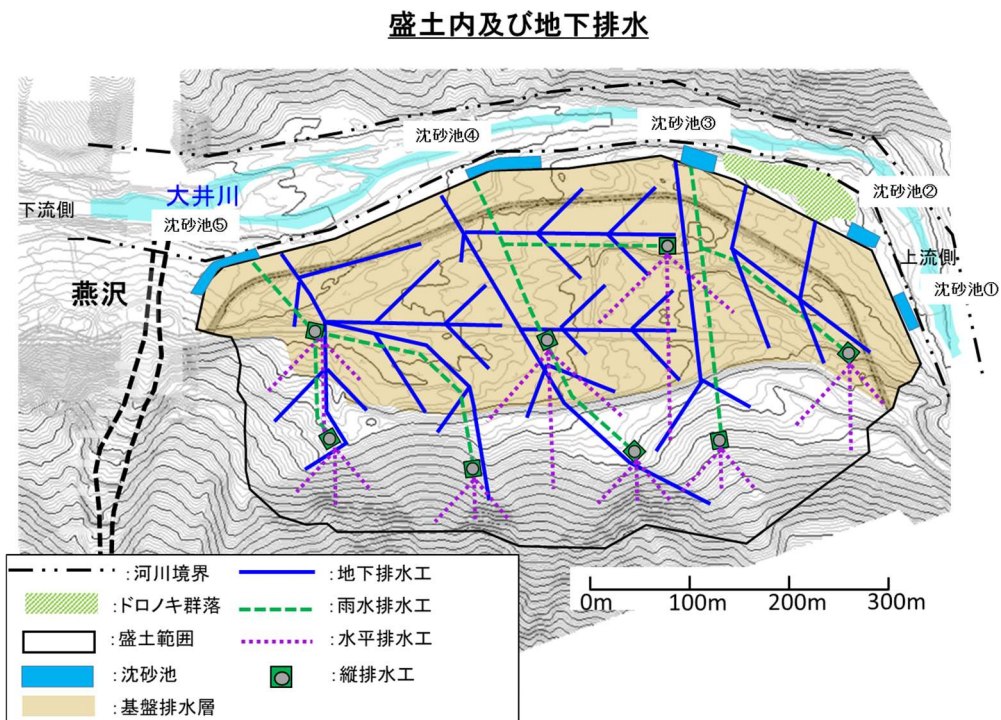 盛土内及び地下排水
沈砂池④
沈砂池③
沈砂池②
大井川
下流側
沈砂池⑤
上流側
沈砂池①
燕沢
0m 100m 200m 300m
:河川境界
:地下排水工
:ドロノキ群落
:雨水排水工
:盛土範囲
:水平排水工
:沈砂池
:縦排水工
:基盤排水層